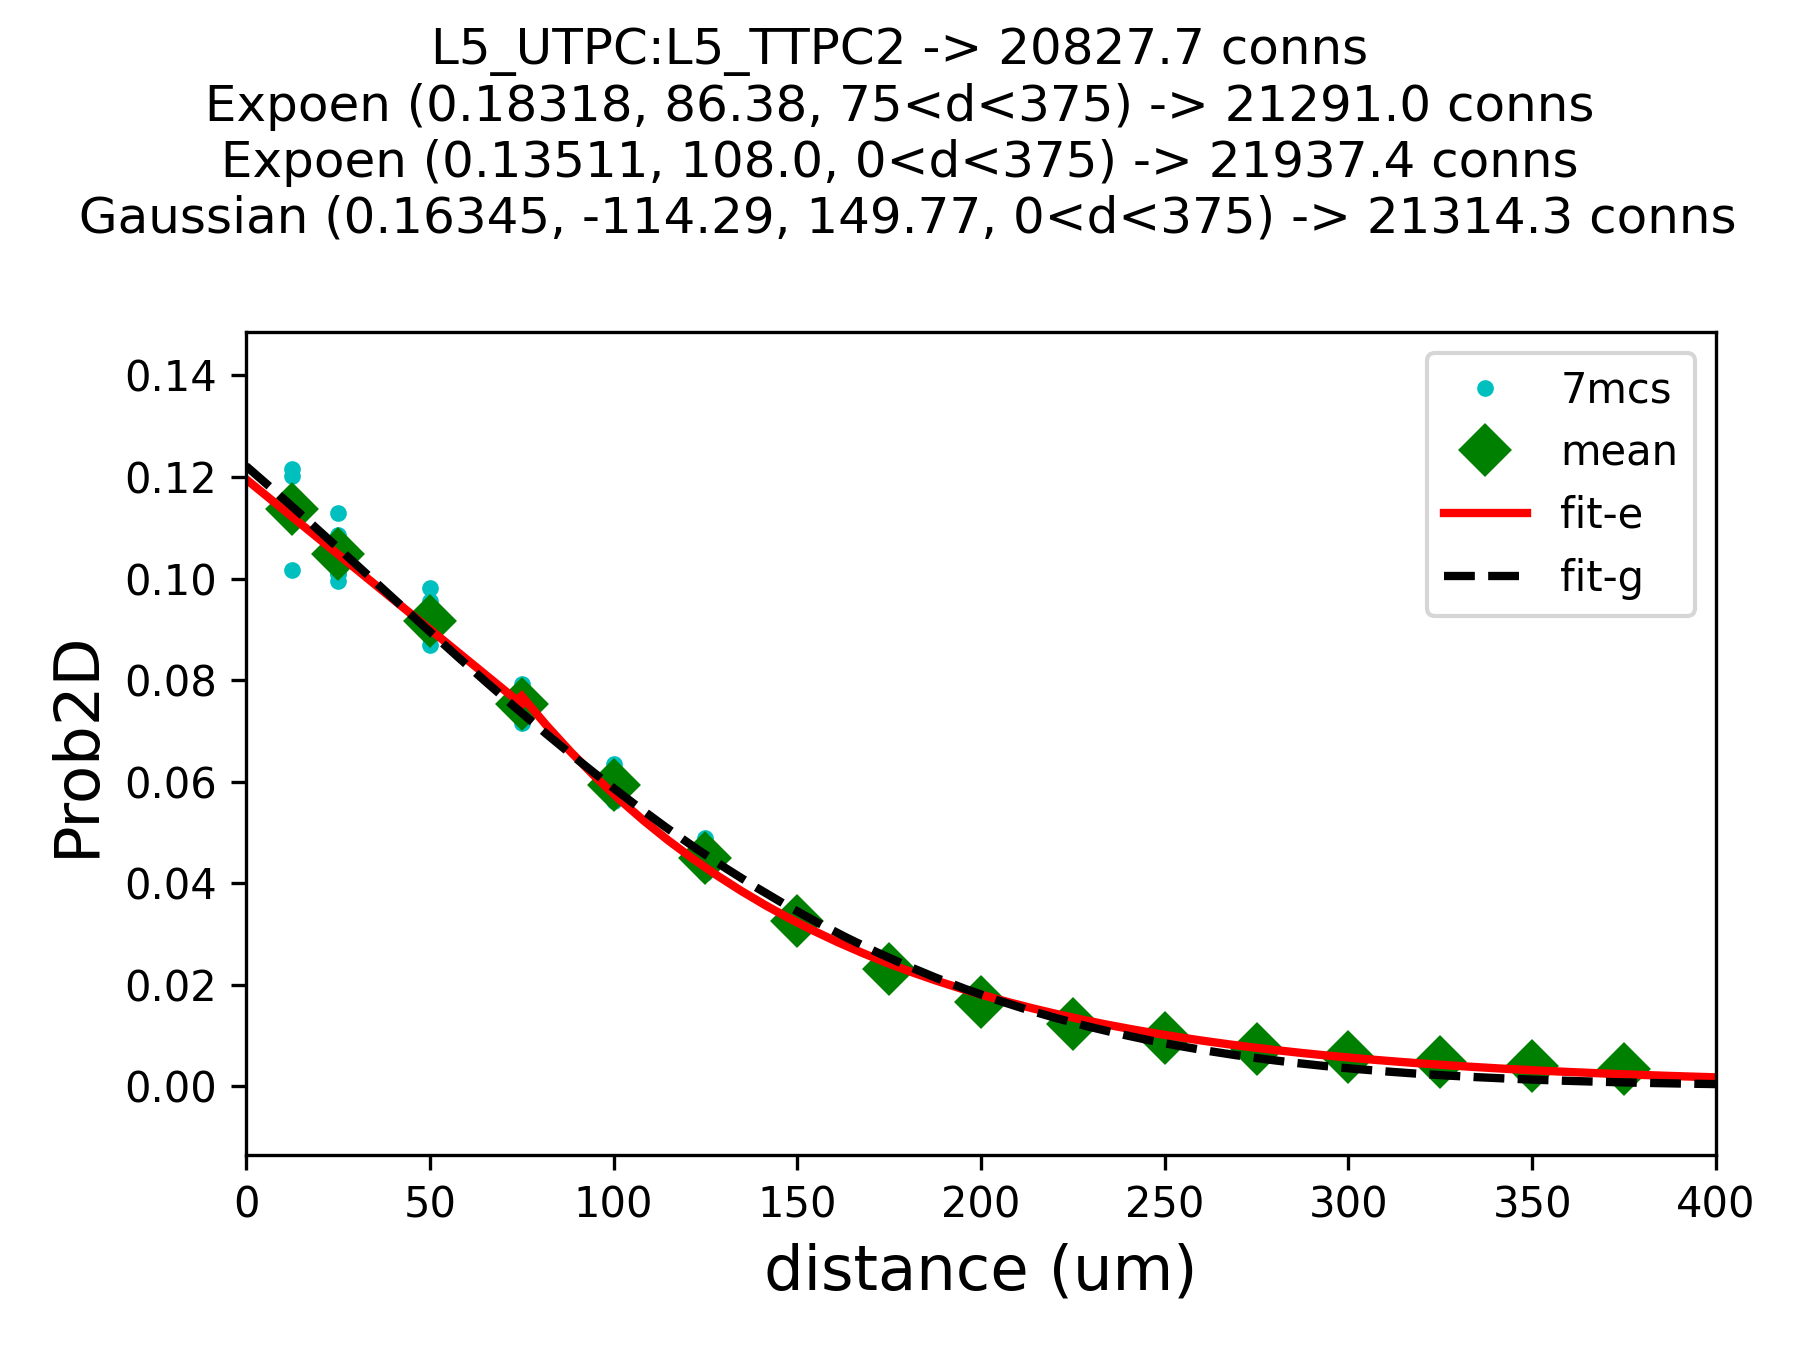 L5_UTPC:L5_TTPC2 -> 20827.7 conns
Expoen (0.18318, 86.38, 75<d<375) -> 21291.0 conns
Expoen (0.13511, 108.0, 0<d<375) -> 21937.4 conns
Gaussian (0.16345, -114.29, 149.77, 0<d<375) -> 21314.3 conns
7mcs
mean
fit-e
fit-g
Prob2D
0.14
0.12
0.10
0.08
0.06
0.04
0.02
0.00
0 50 100 150 200 250 300 350 400
distance (um)